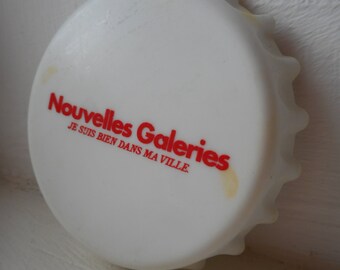 Nouvelles Galeries
JE SUIS BIEN DANS MA VILLE